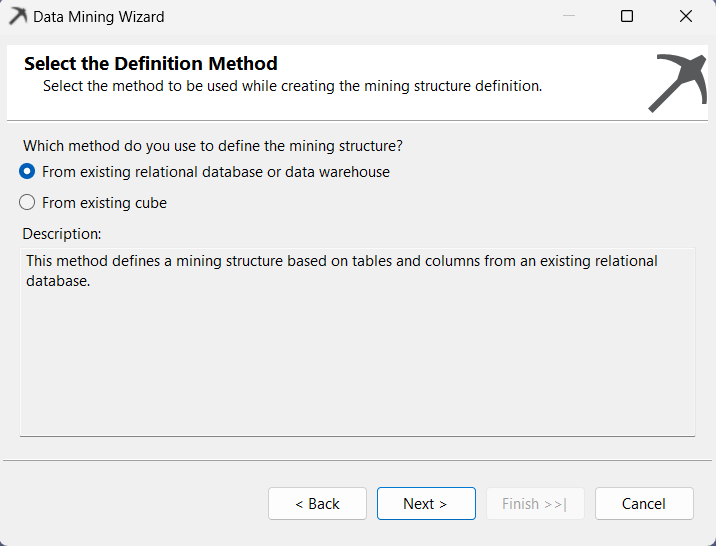 Data Mining Wizard
Select the Definition Method
Select the method to be used while creating the mining structure definition.
Which method do you use to define the mining structure?
From existing relational database or data warehouse
From existing cube
Description:
This method defines a mining structure based on tables and columns from an existing relational
database.
< Back
Next >
Finish >>|
Cancel